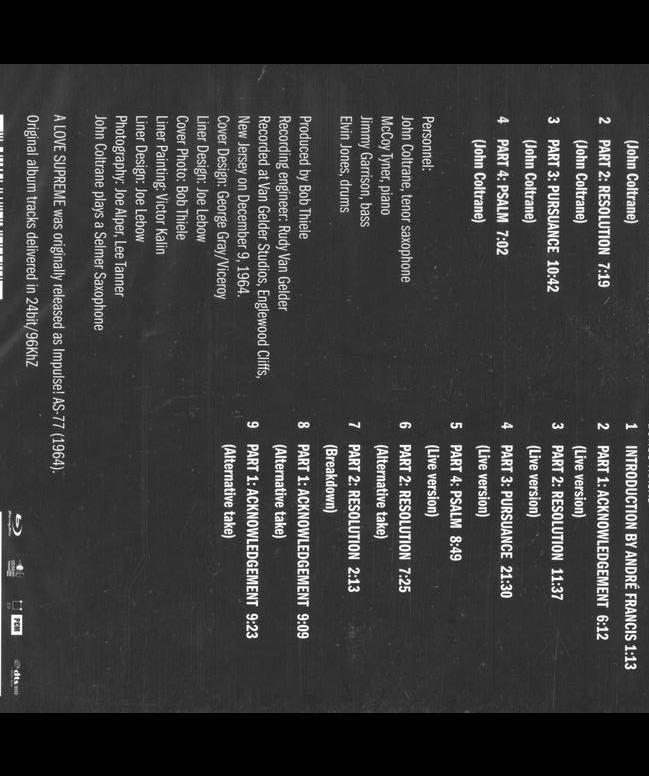 (John Coltrane)
2 PART 2: RESOLUTION 7:19
(John Coltrane)
3 PART 3: PURSUANCE 10:42
(John Coltrane)
4 PART 4: PSALM 7:02
(John Coltrane)
Personnel:
John Coltrane, tenor saxophone
McCoy Tyner, piano
Jimmy Garrison, bass
Elvin Jones, drums
Produced by Bob Thiele
Recording engineer: Rudy Van Gelder
Recorded at Van Gelder Studios, Englewood Cliffs,
New Jersey on December 9, 1964.
Cover Design: George Gray/Viceroy
Liner Design: Joe Lebow
Cover Photo: Bob Thiele
Liner Painting: Victor Kalin
Liner Design: Joe Lebow
Photography: Joe Alper, Lee Tanner
John Coltrane plays a Selmer Saxophone
A LOVE SUPREME was originally released as Impulse! AS-77 (1964).
Original album tracks delivered in 24bit/96KhZ
1 INTRODUCTION BY ANDRÉ FRANCIS 1:13
2 PART 1: ACKNOWLEDGEMENT 6:12
(Live version)
3 PART 2: RESOLUTION 11:37
(Live version)
4 PART 3: PURSUANCE 21:30
(Live version)
5 PART 4: PSALM 8:49
(Live version)
6 PART 2: RESOLUTION 7:25
(Alternative take)
7 PART 2: RESOLUTION 2:13
(Breakdown)
8 PART 1: ACKNOWLEDGEMENT 9:09
(Alternative take)
9 PART 1: ACKNOWLEDGEMENT 9:23
(Alternative take)
PCM
dts